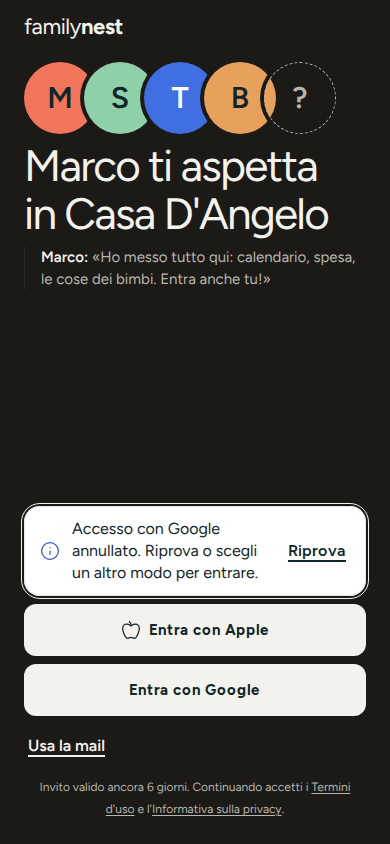 familynest
M S T B ?
Marco ti aspetta
in Casa D'Angelo
Marco: «Ho messo tutto qui: calendario, spesa,
le cose dei bimbi. Entra anche tu!»
Accesso con Google
annullato. Riprova o scegli
un altro modo per entrare.
Riprova
Entra con Apple
Entra con Google
Usa la mail
Invito valido ancora 6 giorni. Continuando accetti i Termini
d'uso e l'Informativa sulla privacy.